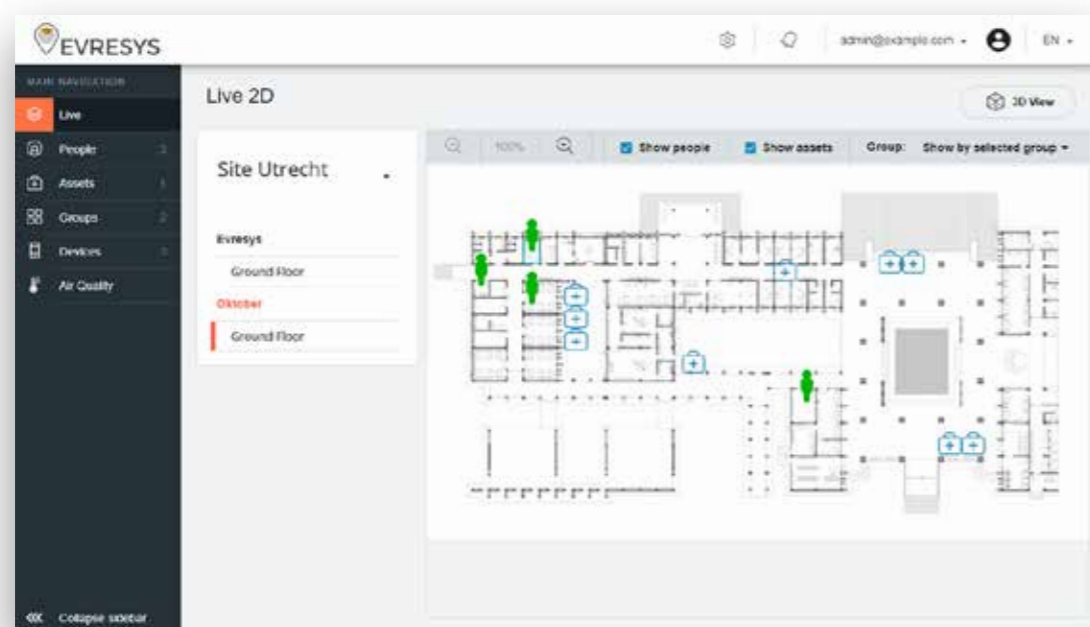 EVRESYS
admin@example.com
EN
MAIN NAVIGATION
Live
People
Assets
Groups
Devices
Air Quality
Collapse sidebar
Live 2D
3D View
Site Utrecht
Evresys
Ground Floor
Oktober
Ground Floor
100%
Show people
Show assets
Group:
Show by selected group